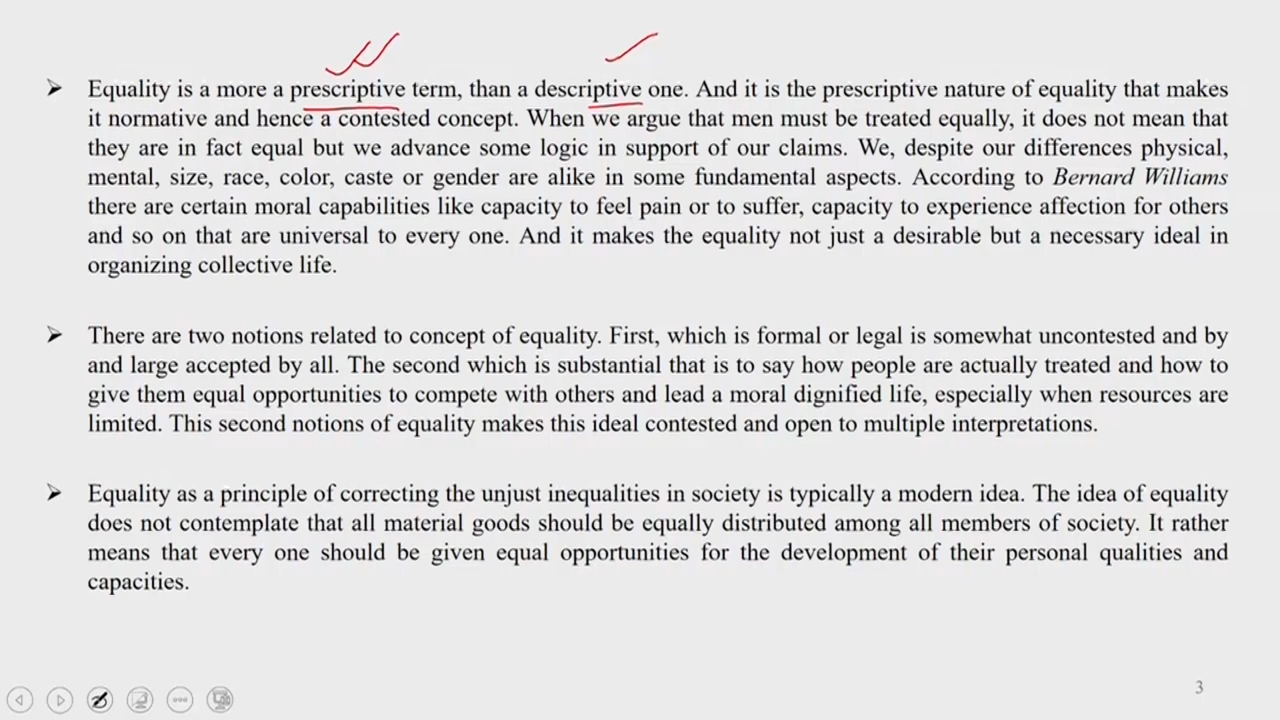 ➢ Equality is a more a prescriptive term, than a descriptive one. And it is the prescriptive nature of equality that makes
it normative and hence a contested concept. When we argue that men must be treated equally, it does not mean that
they are in fact equal but we advance some logic in support of our claims. We, despite our differences physical,
mental, size, race, color, caste or gender are alike in some fundamental aspects. According to Bernard Williams
there are certain moral capabilities like capacity to feel pain or to suffer, capacity to experience affection for others
and so on that are universal to every one. And it makes the equality not just a desirable but a necessary ideal in
organizing collective life.
➢ There are two notions related to concept of equality. First, which is formal or legal is somewhat uncontested and by
and large accepted by all. The second which is substantial that is to say how people are actually treated and how to
give them equal opportunities to compete with others and lead a moral dignified life, especially when resources are
limited. This second notions of equality makes this ideal contested and open to multiple interpretations.
➢ Equality as a principle of correcting the unjust inequalities in society is typically a modern idea. The idea of equality
does not contemplate that all material goods should be equally distributed among all members of society. It rather
means that every one should be given equal opportunities for the development of their personal qualities and
capacities.
3